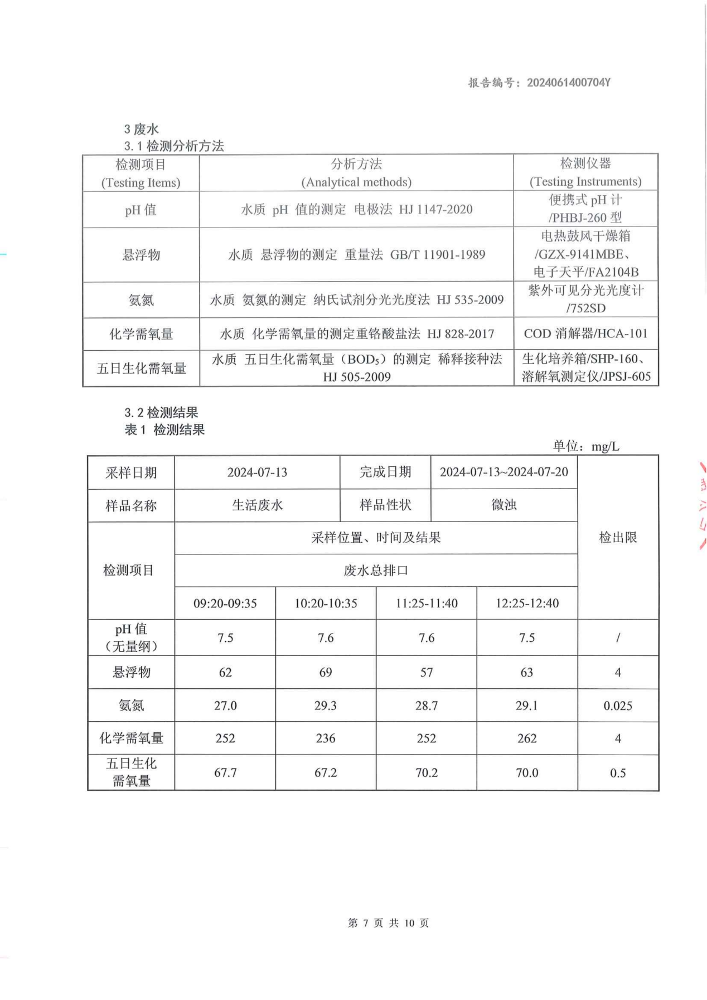 报告编号：2024061400704Y
3 废水
3.1 检测分析方法
检测项目 分析方法 检测仪器
(Testing Items) (Analytical methods) (Testing Instruments)
pH 值 水质 pH 值的测定 电极法 HJ 1147-2020 便携式 pH 计
/PHBJ-260 型
悬浮物 水质 悬浮物的测定 重量法 GB/T 11901-1989 电热鼓风干燥箱
/GZX-9141MBE、
电子天平/FA2104B
氨氮 水质 氨氮的测定 纳氏试剂分光光度法 HJ 535-2009 紫外可见分光光度计
/752SD
化学需氧量 水质 化学需氧量的测定重铬酸盐法 HJ 828-2017 COD 消解器/HCA-101
五日生化需氧量 水质 五日生化需氧量（BOD₅）的测定 稀释接种法 生化培养箱/SHP-160、
HJ 505-2009 溶解氧测定仪/JPSJ-605
3.2 检测结果
表 1 检测结果
单位：mg/L
采样日期 2024-07-13 完成日期 2024-07-13~2024-07-20
样品名称 生活废水 样品性状 微浊
采样位置、时间及结果 检出限
检测项目 废水总排口
09:20-09:35 10:20-10:35 11:25-11:40 12:25-12:40
pH 值
（无量纲） 7.5 7.6 7.6 7.5 /
悬浮物 62 69 57 63 4
氨氮 27.0 29.3 28.7 29.1 0.025
化学需氧量 252 236 252 262 4
五日生化
需氧量 67.7 67.2 70.2 70.0 0.5
第 7 页 共 10 页